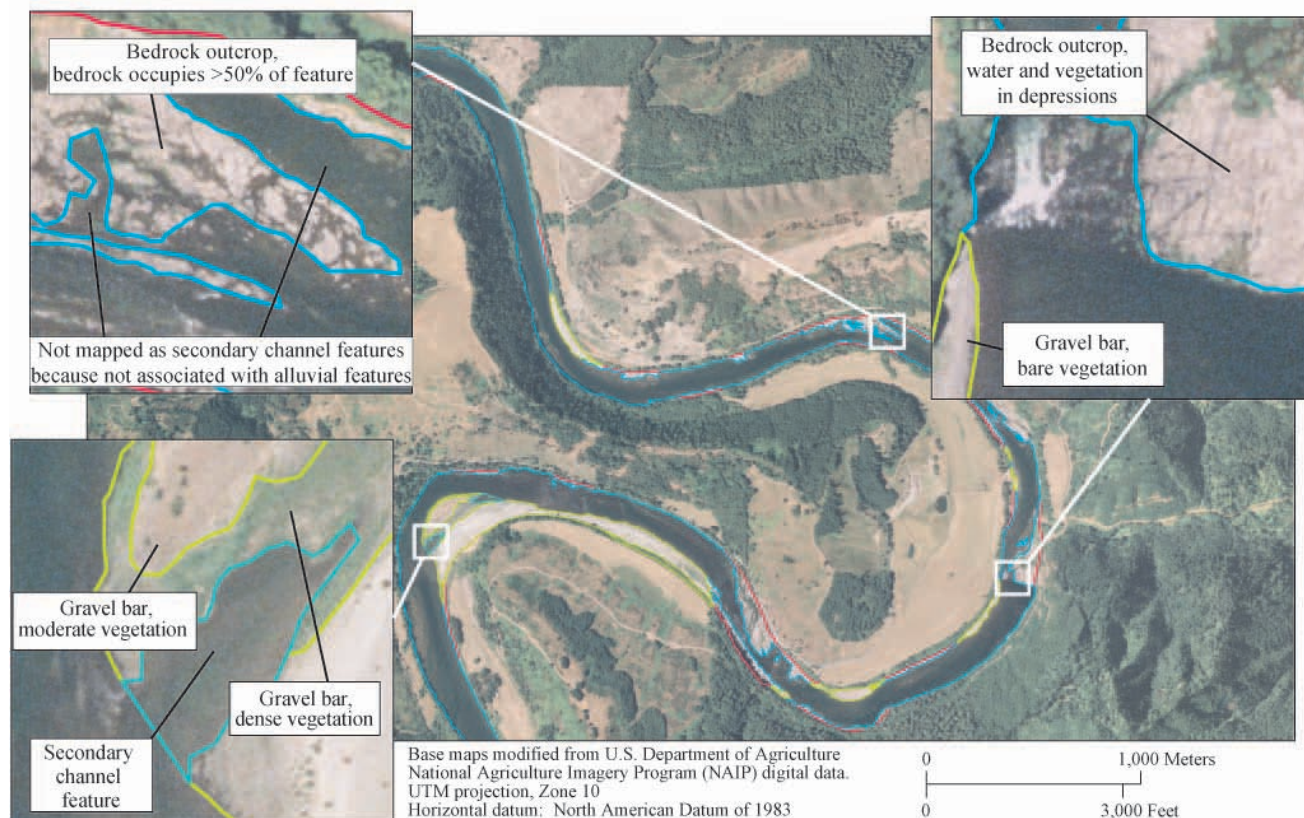 Bedrock outcrop,
bedrock occupies >50% of feature
Not mapped as secondary channel features
because not associated with alluvial features
Bedrock outcrop,
water and vegetation
in depressions
Gravel bar,
bare vegetation
Gravel bar,
moderate vegetation
Gravel bar,
dense vegetation
Secondary
channel
feature
Base maps modified from U.S. Department of Agriculture
National Agriculture Imagery Program (NAIP) digital data.
UTM projection, Zone 10
Horizontal datum: North American Datum of 1983
0 1,000 Meters
0 3,000 Feet